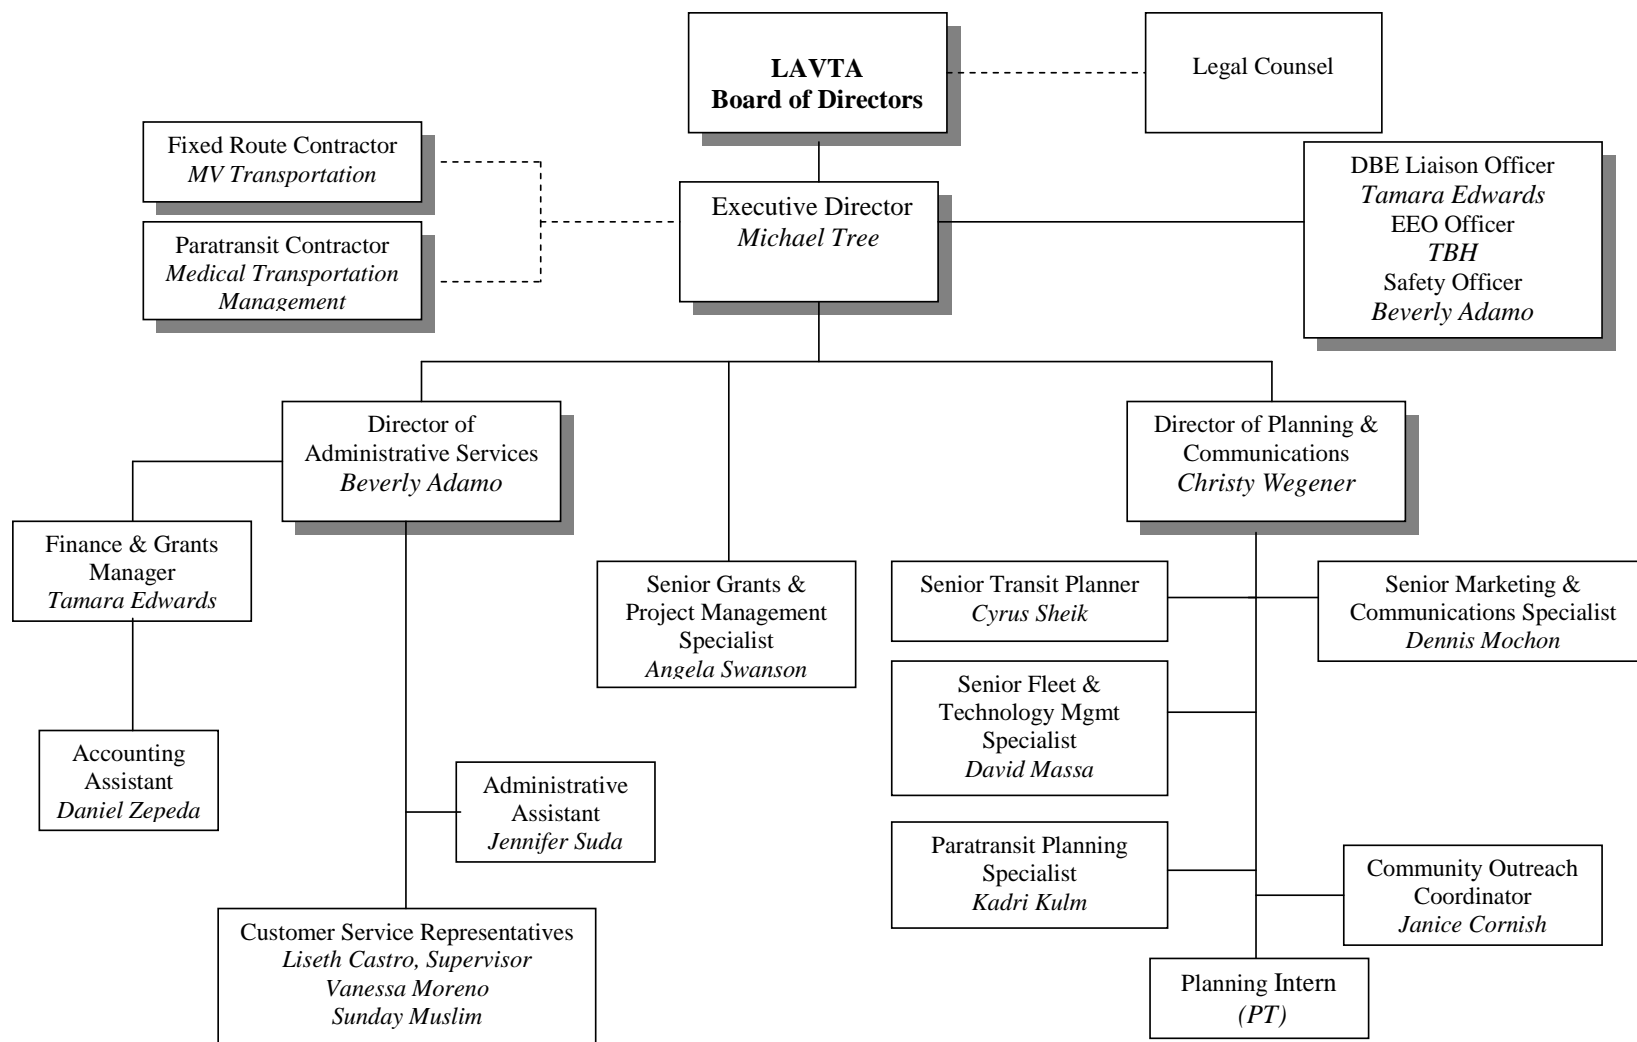 LAVTA
Board of Directors
Legal Counsel
Fixed Route Contractor
MV Transportation
Paratransit Contractor
Medical Transportation
Management
Executive Director
Michael Tree
DBE Liaison Officer
Tamara Edwards
EEO Officer
TBH
Safety Officer
Beverly Adamo
Director of
Administrative Services
Beverly Adamo
Director of Planning &
Communications
Christy Wegener
Finance & Grants
Manager
Tamara Edwards
Senior Grants &
Project Management
Specialist
Angela Swanson
Senior Transit Planner
Cyrus Sheik
Senior Marketing &
Communications Specialist
Dennis Mochon
Senior Fleet &
Technology Mgmt
Specialist
David Massa
Accounting
Assistant
Daniel Zepeda
Administrative
Assistant
Jennifer Suda
Paratransit Planning
Specialist
Kadri Kulm
Community Outreach
Coordinator
Janice Cornish
Customer Service Representatives
Liseth Castro, Supervisor
Vanessa Moreno
Sunday Muslim
Planning Intern
(PT)